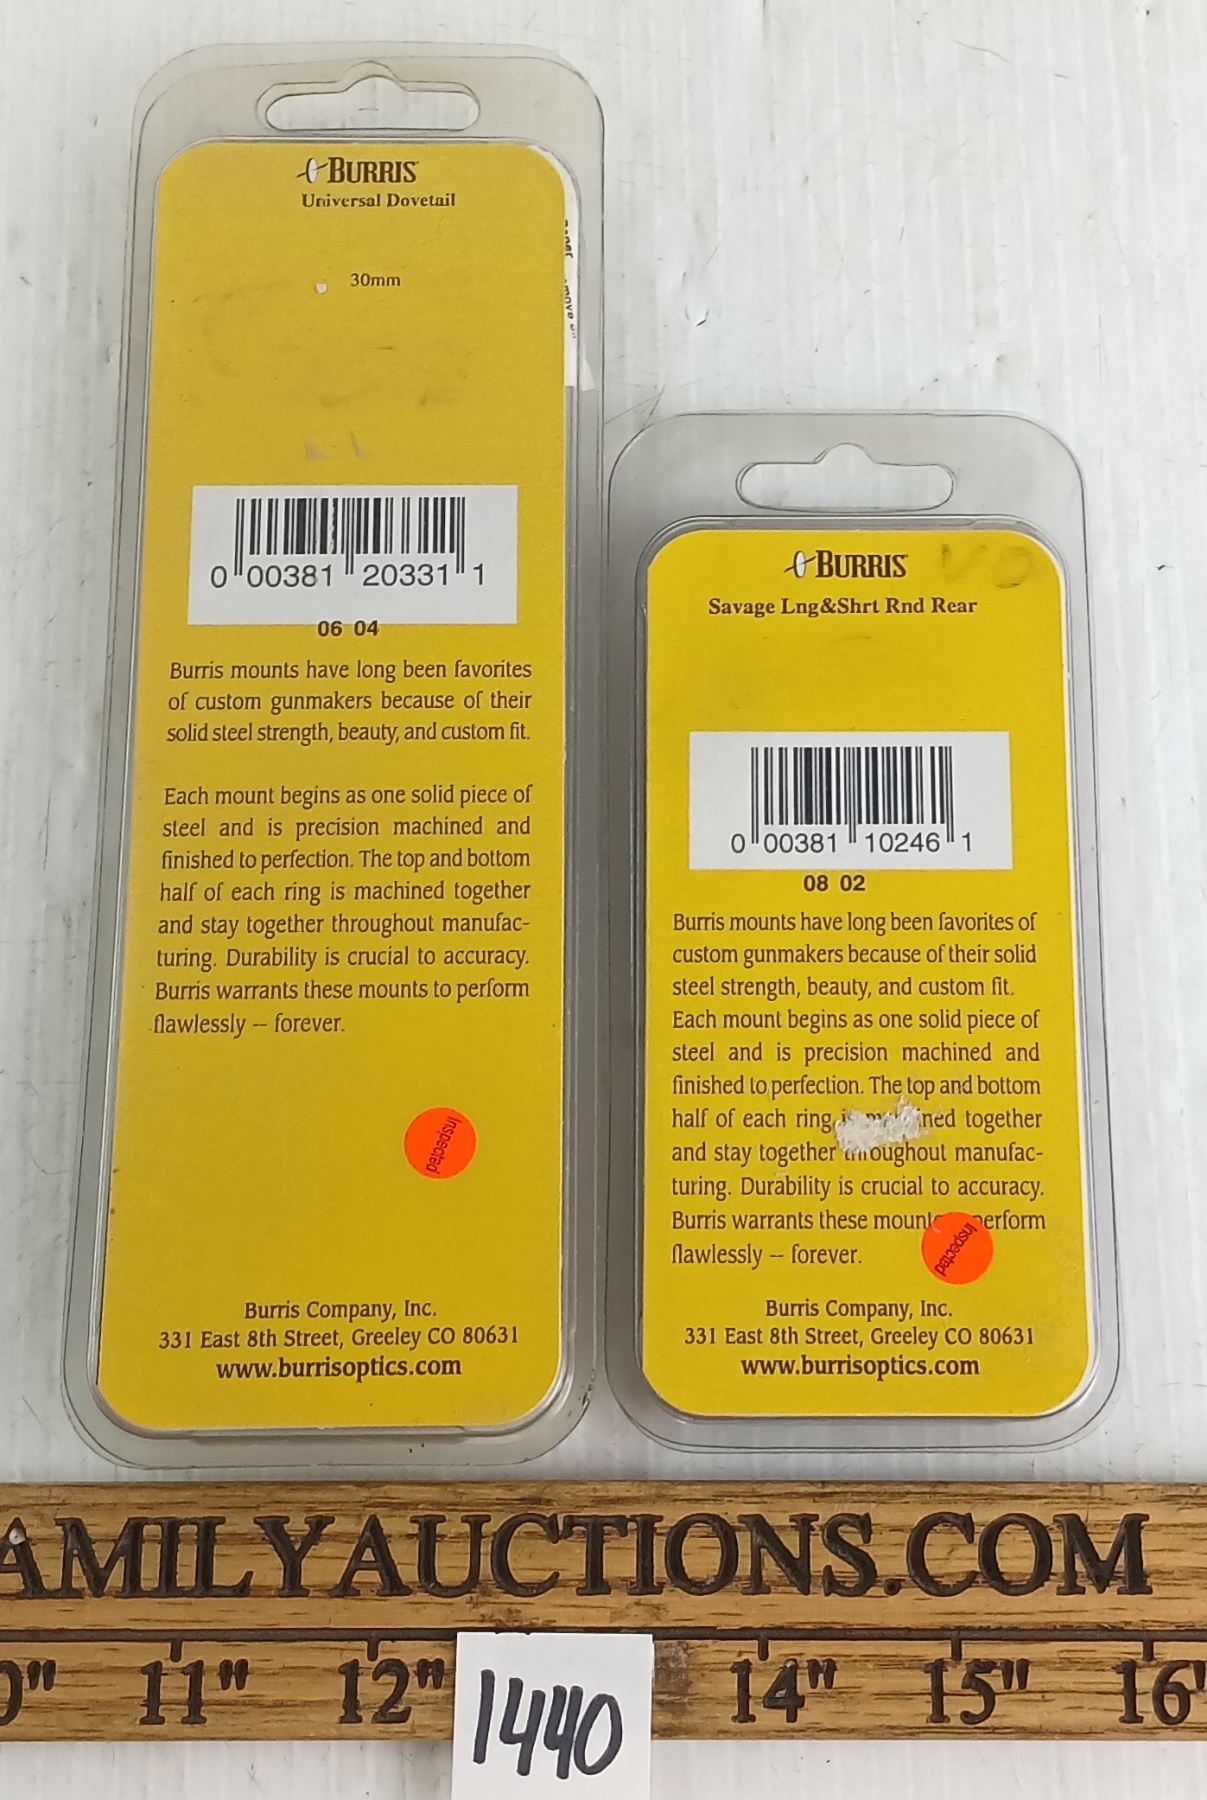 BURRIS
Universal Dovetail
30mm
0 00381 20331 1
06 04
Burris mounts have long been favorites
of custom gunmakers because of their
solid steel strength, beauty, and custom fit.
Each mount begins as one solid piece of
steel and is precision machined and
finished to perfection. The top and bottom
half of each ring is machined together
and stay together throughout manufac-
turing. Durability is crucial to accuracy.
Burris warrants these mounts to perform
flawlessly -- forever.
Inspected
Burris Company, Inc.
331 East 8th Street, Greeley CO 80631
www.burrisoptics.com
BURRIS
Savage Lng&Shrt Rnd Rear
0 00381 10246 1
08 02
Burris mounts have long been favorites of
custom gunmakers because of their solid
steel strength, beauty, and custom fit.
Each mount begins as one solid piece of
steel and is precision machined and
finished to perfection. The top and bottom
half of each ring together
and stay together throughout manufac-
turing. Durability is crucial to accuracy.
Burris warrants these perform
flawlessly -- forever.
Inspected
Burris Company, Inc.
331 East 8th Street, Greeley CO 80631
www.burrisoptics.com
AMILYAUCTIONS.COM
0" 11" 12" 14" 15" 16"
1440